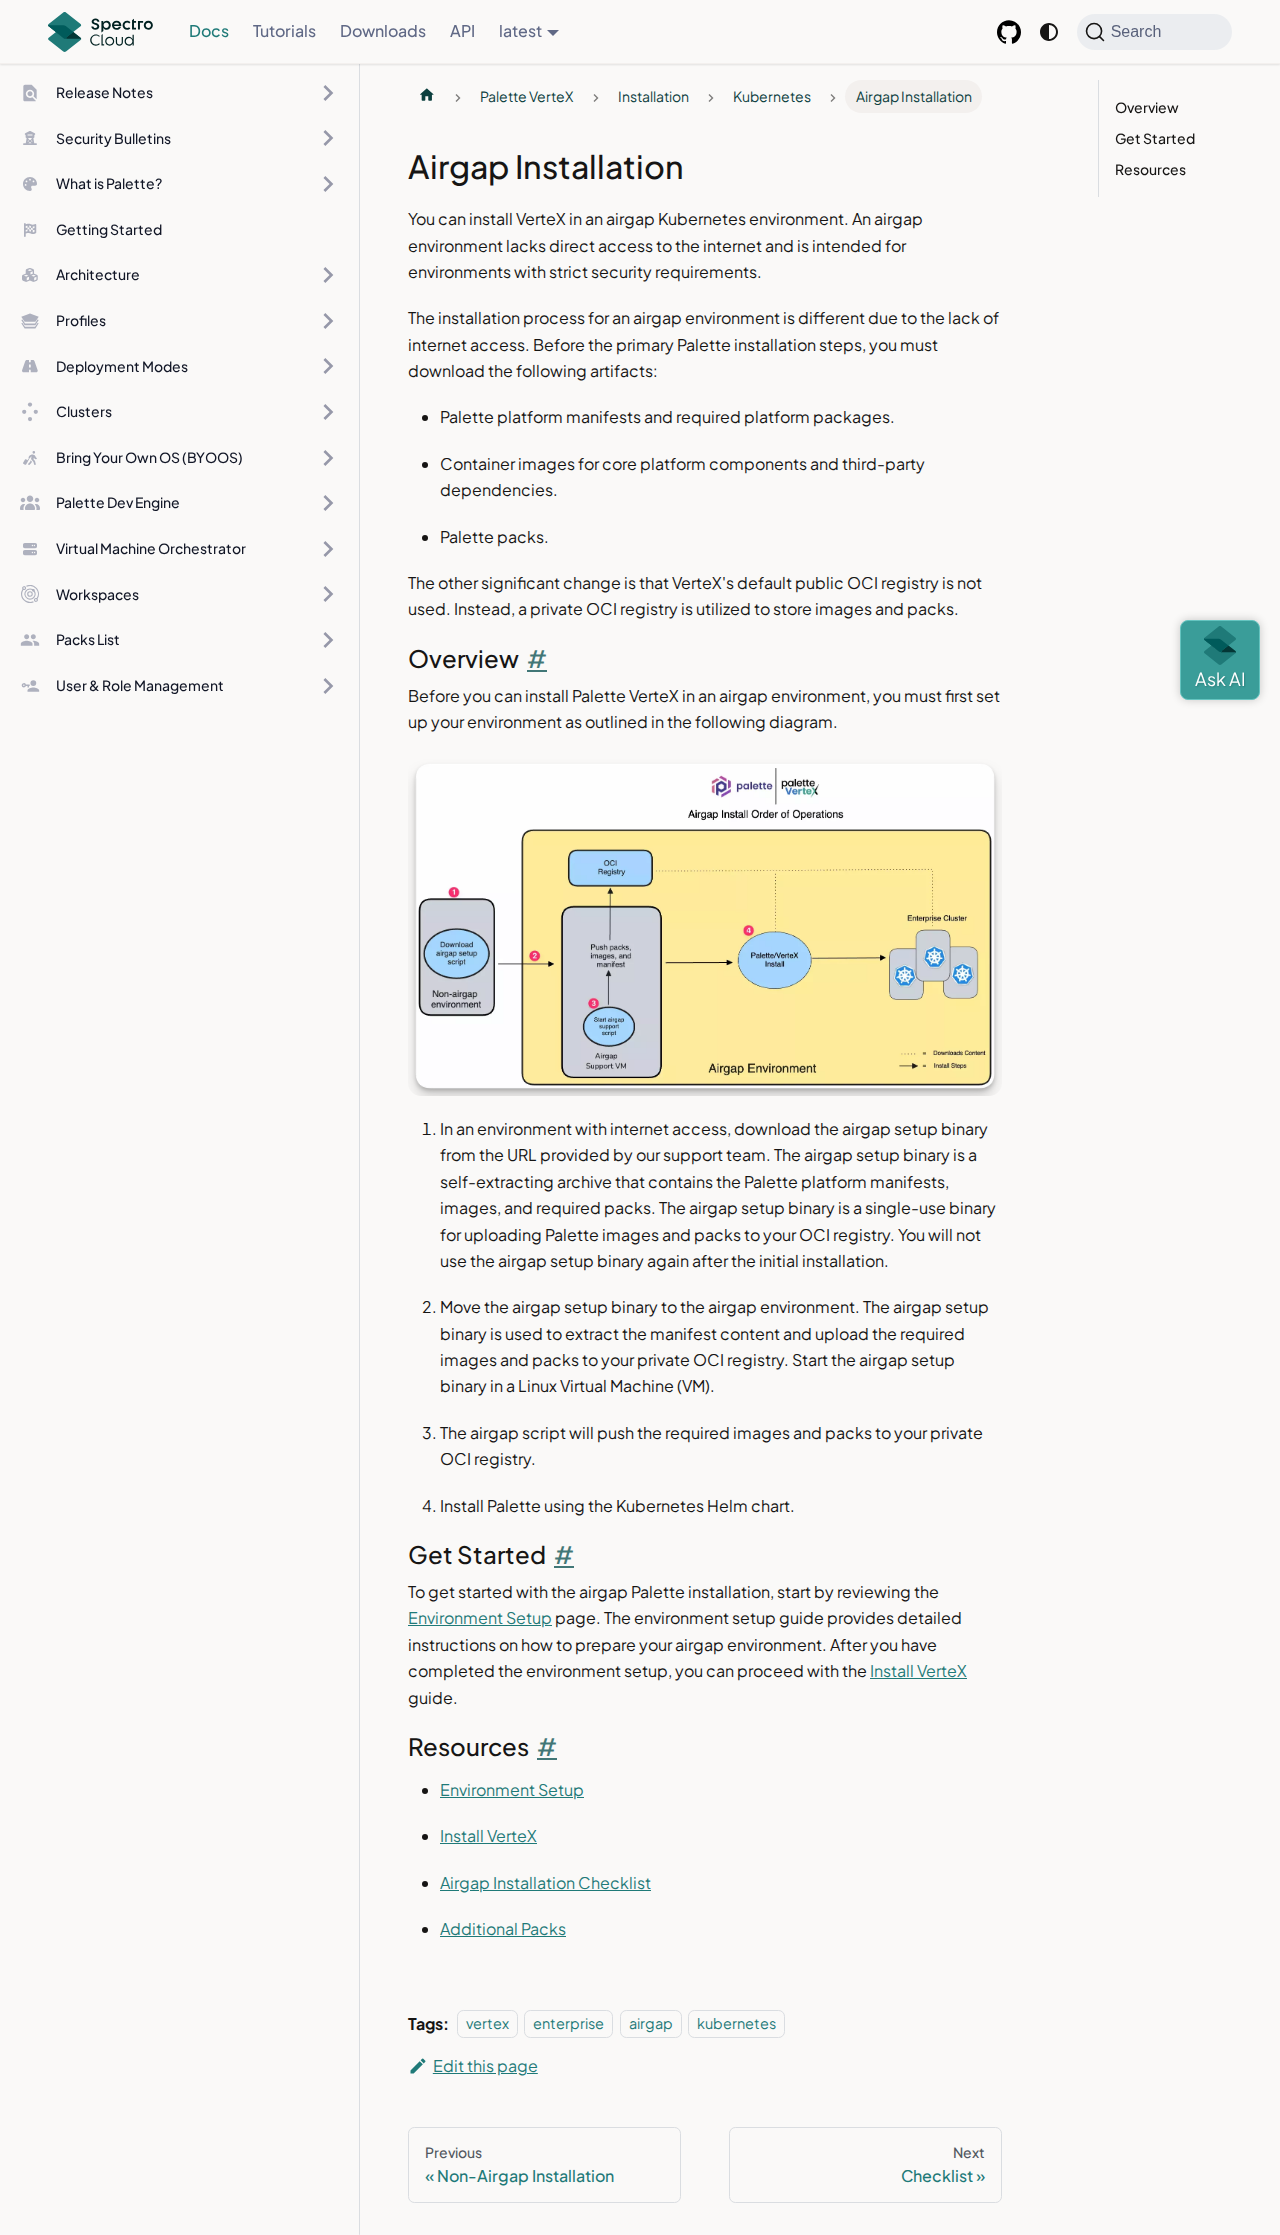 Spectro
Cloud
Docs
Tutorials
Downloads
API
latest
Search
Release Notes
Security Bulletins
What is Palette?
Getting Started
Architecture
Profiles
Deployment Modes
Clusters
Bring Your Own OS (BYOOS)
Palette Dev Engine
Virtual Machine Orchestrator
Workspaces
Packs List
User & Role Management
Palette VerteX
Installation
Kubernetes
Airgap Installation
Overview
Get Started
Resources
Airgap Installation
You can install VerteX in an airgap Kubernetes environment. An airgap
environment lacks direct access to the internet and is intended for
environments with strict security requirements.
The installation process for an airgap environment is different due to the lack of
internet access. Before the primary Palette installation steps, you must
download the following artifacts:
Palette platform manifests and required platform packages.
Container images for core platform components and third-party
dependencies.
Palette packs.
The other significant change is that VerteX's default public OCI registry is not
used. Instead, a private OCI registry is utilized to store images and packs.
Ask AI
Overview #
Before you can install Palette VerteX in an airgap environment, you must first set
up your environment as outlined in the following diagram.
palette
palette
VerteX
Airgap Install Order of Operations
OCI
Registry
1
Download
airgap setup
script
Non-airgap
environment
2
Push packs,
images, and
manifest
3
Start airgap
support
script
Airgap
Support VM
4
Palette/VerteX
Install
Enterprise Cluster
= Downloads Content
= Install Steps
Airgap Environment
1. In an environment with internet access, download the airgap setup binary
from the URL provided by our support team. The airgap setup binary is a
self-extracting archive that contains the Palette platform manifests,
images, and required packs. The airgap setup binary is a single-use binary
for uploading Palette images and packs to your OCI registry. You will not
use the airgap setup binary again after the initial installation.
2. Move the airgap setup binary to the airgap environment. The airgap setup
binary is used to extract the manifest content and upload the required
images and packs to your private OCI registry. Start the airgap setup
binary in a Linux Virtual Machine (VM).
3. The airgap script will push the required images and packs to your private
OCI registry.
4. Install Palette using the Kubernetes Helm chart.
Get Started #
To get started with the airgap Palette installation, start by reviewing the
Environment Setup page. The environment setup guide provides detailed
instructions on how to prepare your airgap environment. After you have
completed the environment setup, you can proceed with the Install VerteX
guide.
Resources #
Environment Setup
Install VerteX
Airgap Installation Checklist
Additional Packs
Tags: vertex enterprise airgap kubernetes
Edit this page
Previous
« Non-Airgap Installation
Next
Checklist »